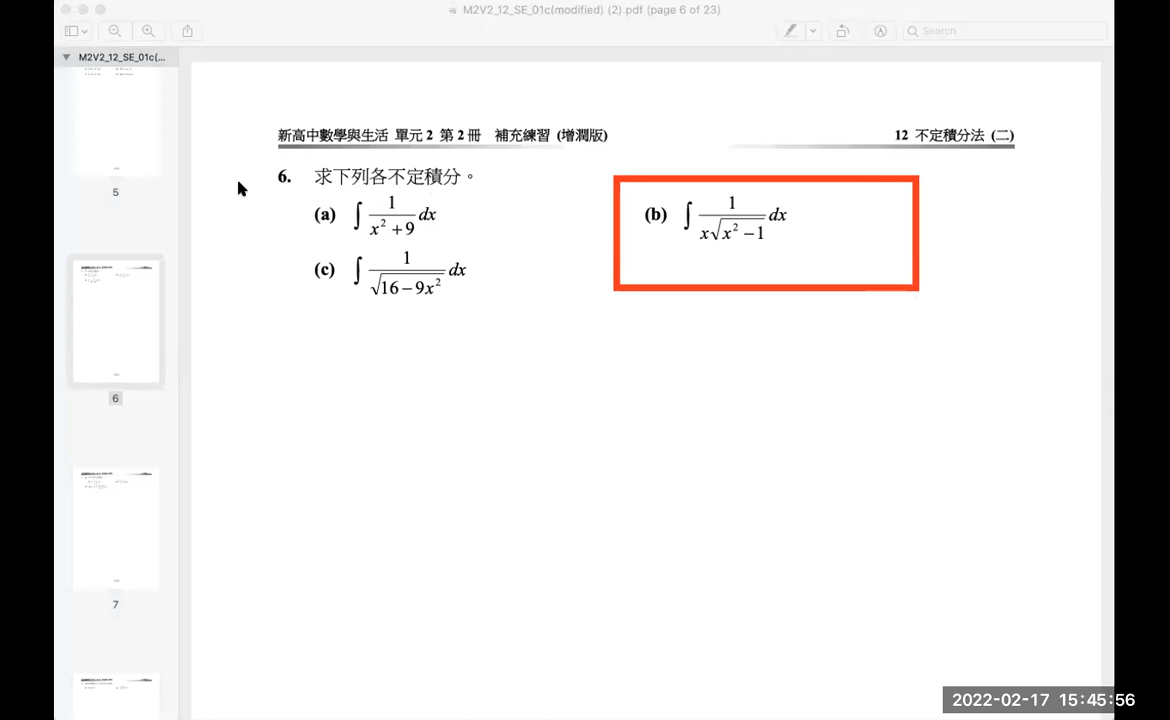 M2V2_12_SE_01c(modified) (2).pdf (page 6 of 23)
Search
M2V2_12_SE_01c(...
5
6
7
新高中數學與生活 單元 2 第 2 冊 補充練習 (增潤版)
12 不定積分法 (二)
6. 求下列各不定積分。
(a) ∫ 1/(x² + 9) dx
(b) ∫ 1/(x√(x² − 1)) dx
(c) ∫ 1/√(16 − 9x²) dx
2022-02-17 15:45:56